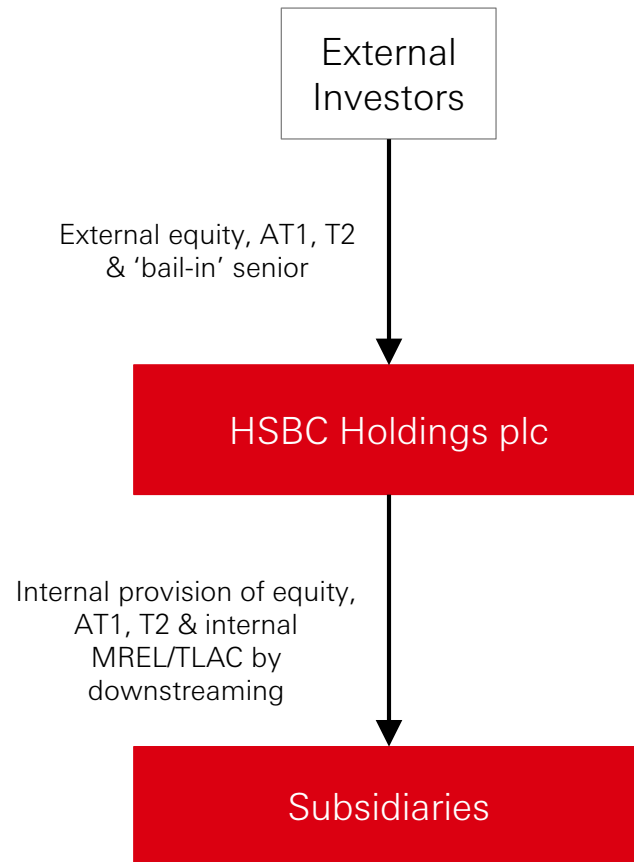 External
Investors
External equity, AT1, T2
& ‘bail-in’ senior
HSBC Holdings plc
Internal provision of equity,
AT1, T2 & internal
MREL/TLAC by
downstreaming
Subsidiaries